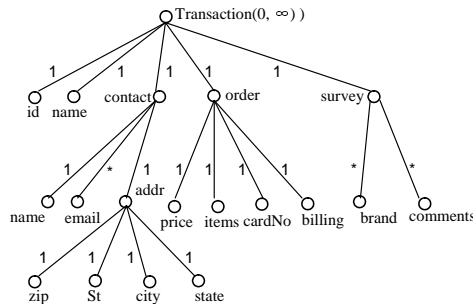 Transaction(0, ∞) )
1 1 1 1 1
id name contact order survey
1 * 1 1 1 1 1 * *
addr
name email price items cardNo billing brand comments
1 1 1 1
zip St city state